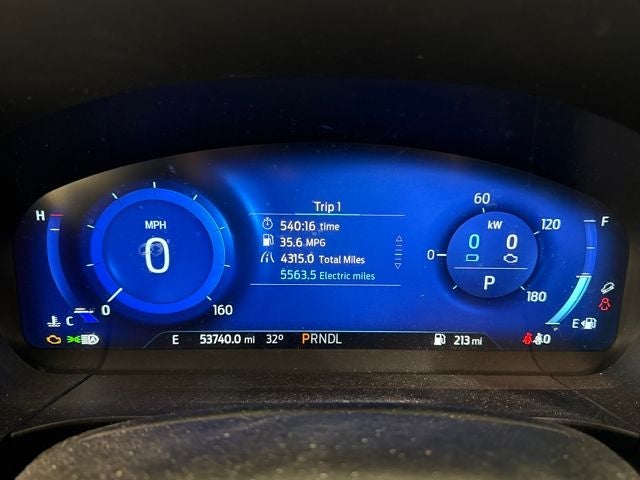 Trip 1
540:16 time
35.6 MPG
4315.0 Total Miles
5563.5 Electric miles
H
C
MPH
0
0
160
60
120
0
180
kW
0 0
P
F
E
E 53740.0 mi 32° PRNDL 213 mi